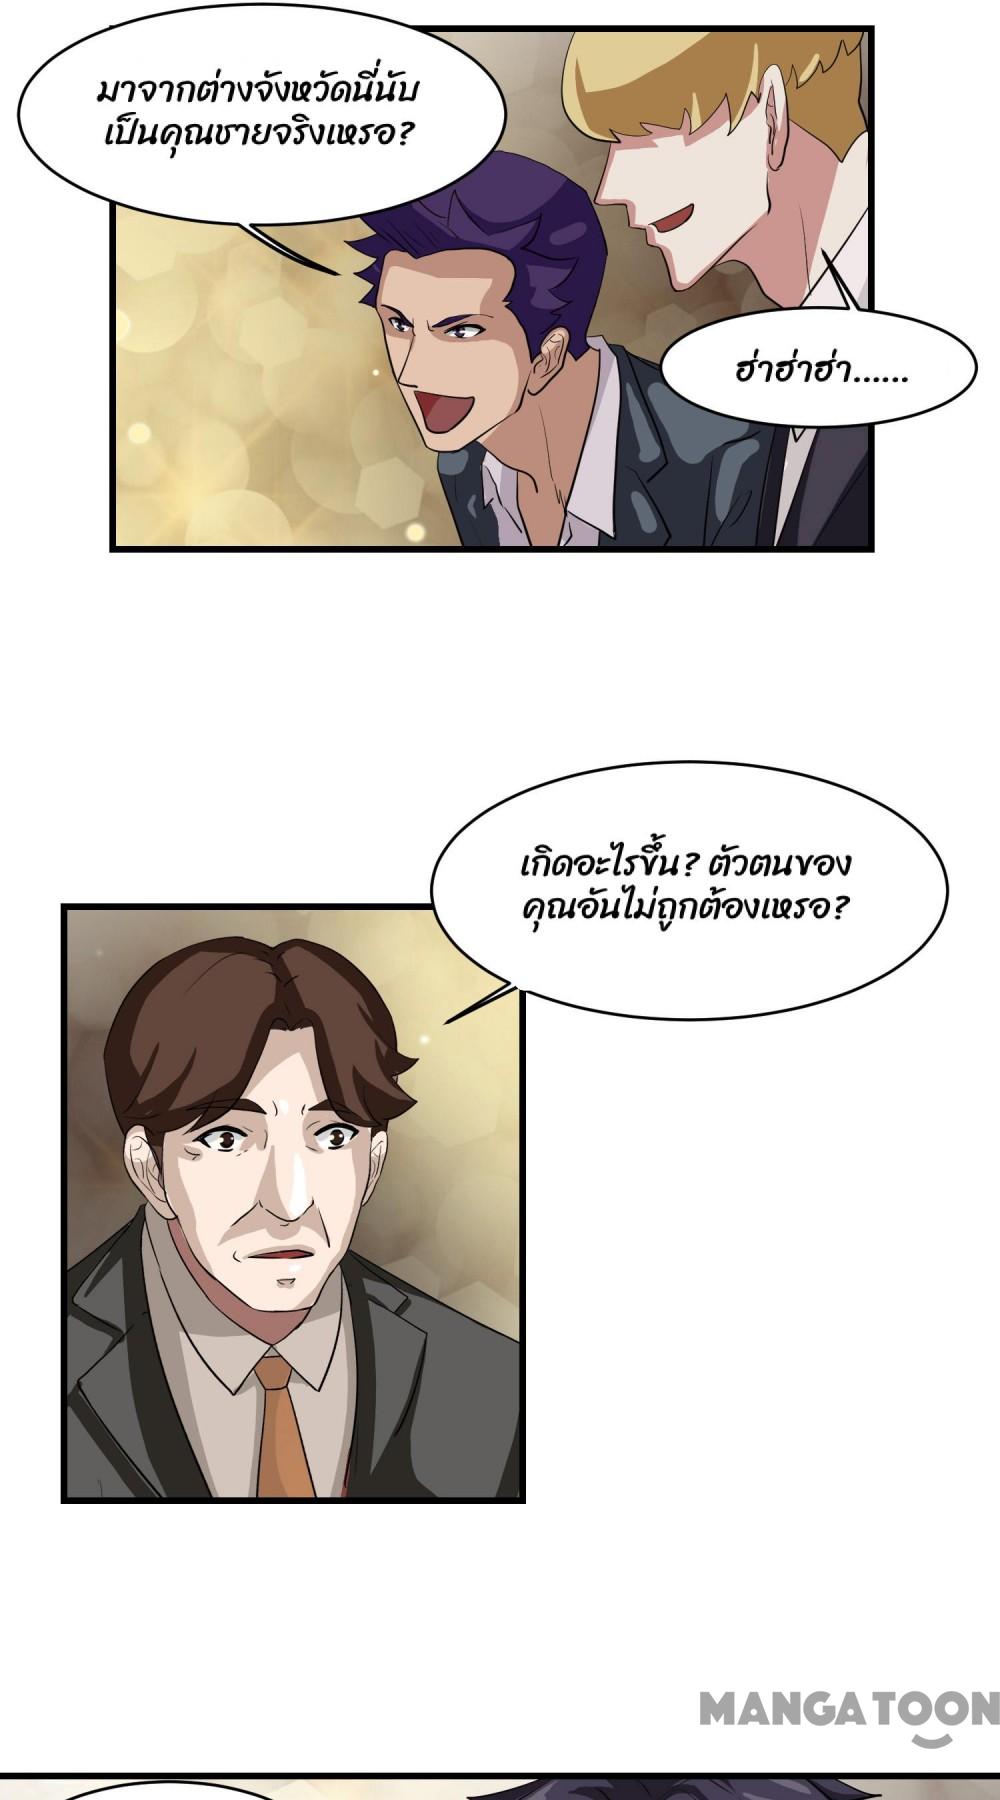 มาจากต่างจังหวัดนี่นับ
เป็นคุณชายจริงเหรอ?
ฮ่าฮ่าฮ่า......
เกิดอะไรขึ้น? ตัวตนของ
คุณอันไม่ถูกต้องเหรอ?
MANGATOON